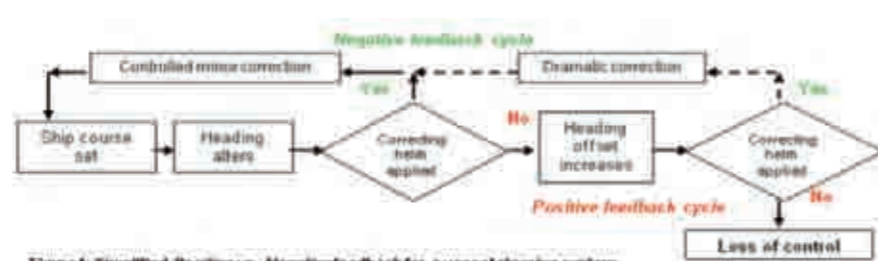 Negative feedback cycle
Controlled minor correction
Dramatic correction
Yes
Yes
Ship course
set
Heading
alters
Correcting
helm
applied
No
Heading
offset
increases
Correcting
helm
applied
No
Positive feedback cycle
Loss of control